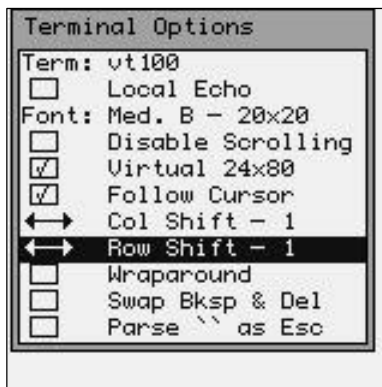 Terminal Options
Term: vt100
Local Echo
Font: Med. B – 20x20
Disable Scrolling
Virtual 24x80
Follow Cursor
Col Shift – 1
Row Shift – 1
Wraparound
Swap Bksp & Del
Parse `` as Esc